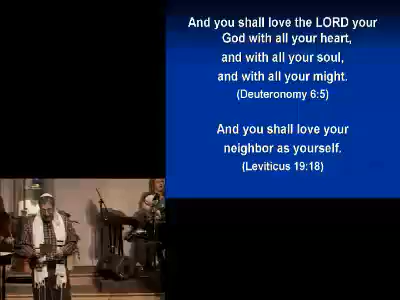 And you shall love the LORD your
God with all your heart,
and with all your soul,
and with all your might.
(Deuteronomy 6:5)
And you shall love your
neighbor as yourself.
(Leviticus 19:18)